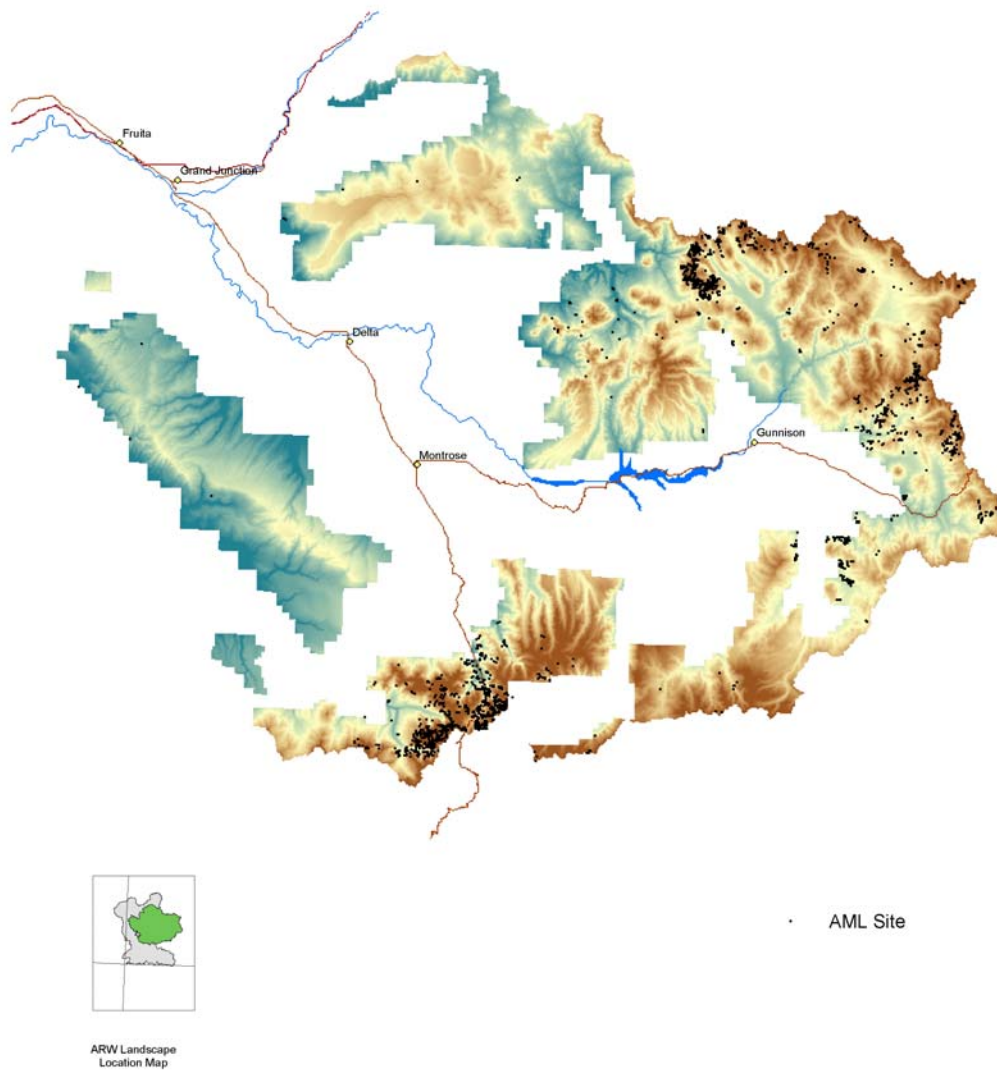 Fruita
Grand Junction
Delta
Montrose
Gunnison
AML Site
ARW Landscape
Location Map